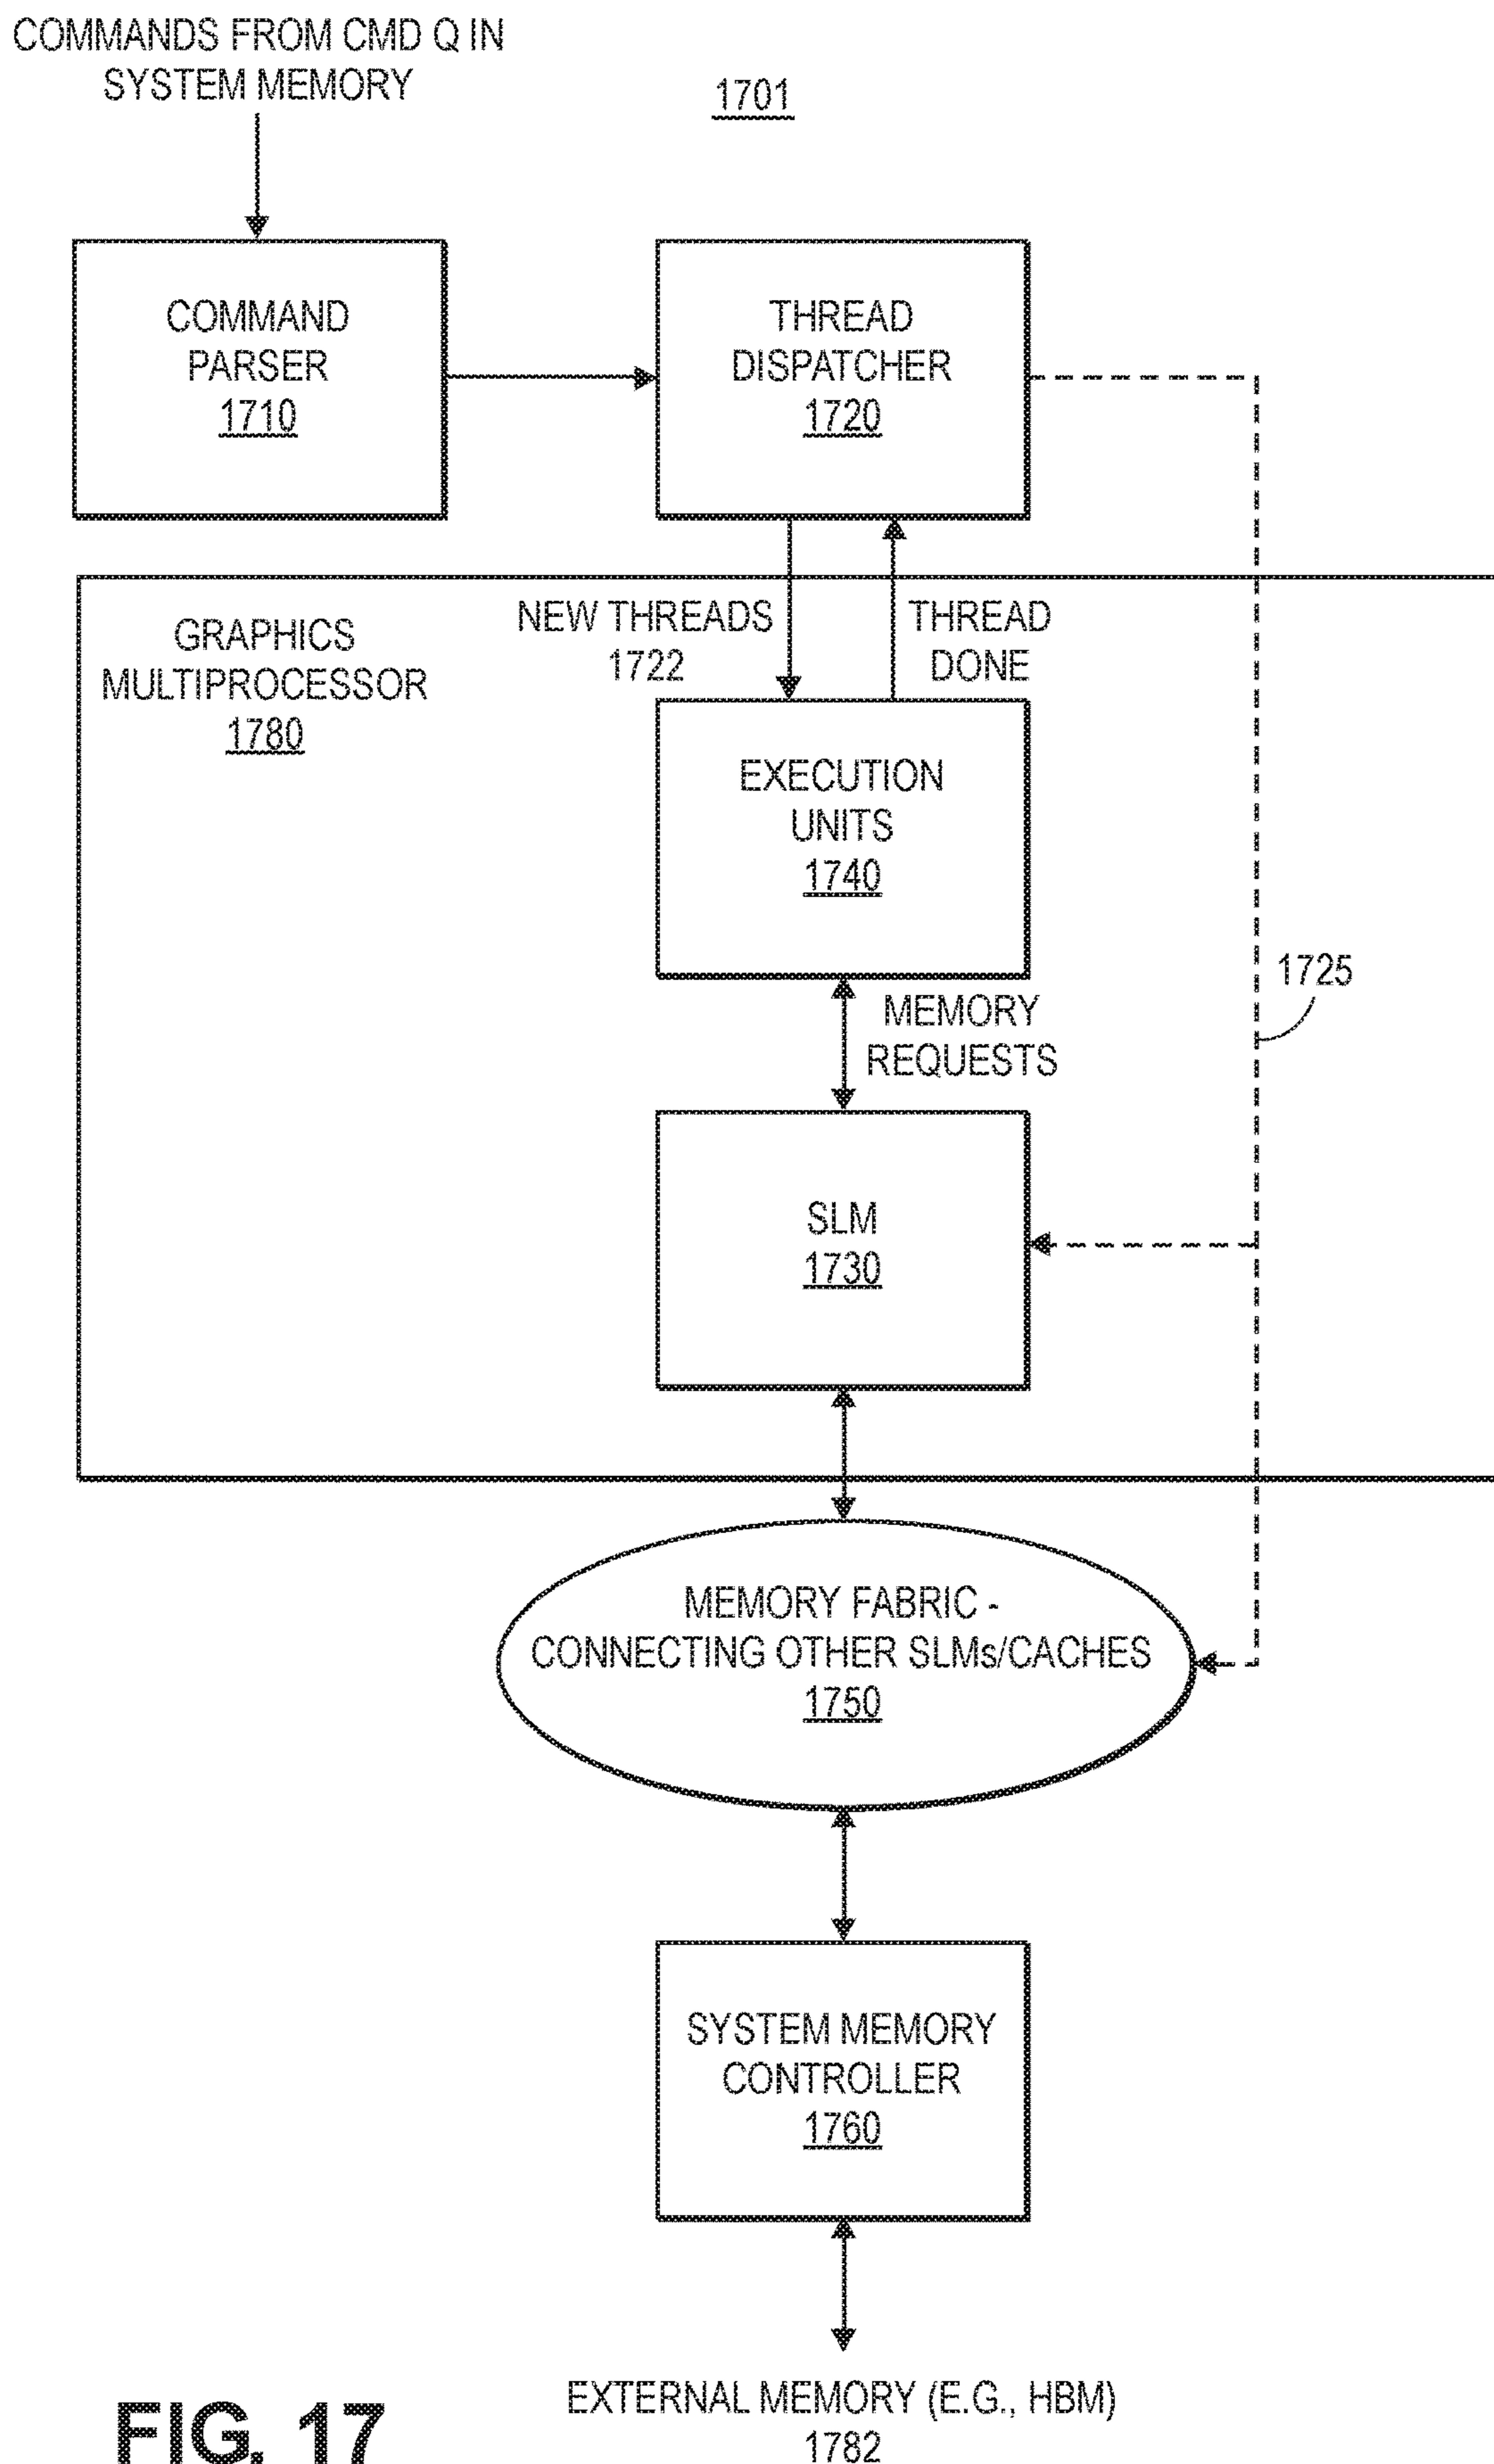 COMMANDS FROM CMD Q IN
SYSTEM MEMORY
1701
COMMAND
PARSER
1710
THREAD
DISPATCHER
1720
GRAPHICS
MULTIPROCESSOR
1780
NEW THREADS
1722
THREAD
DONE
EXECUTION
UNITS
1740
1725
MEMORY
REQUESTS
SLM
1730
MEMORY FABRIC -
CONNECTING OTHER SLMs/CACHES
1750
SYSTEM MEMORY
CONTROLLER
1760
EXTERNAL MEMORY (E.G., HBM)
1782
FIG. 17